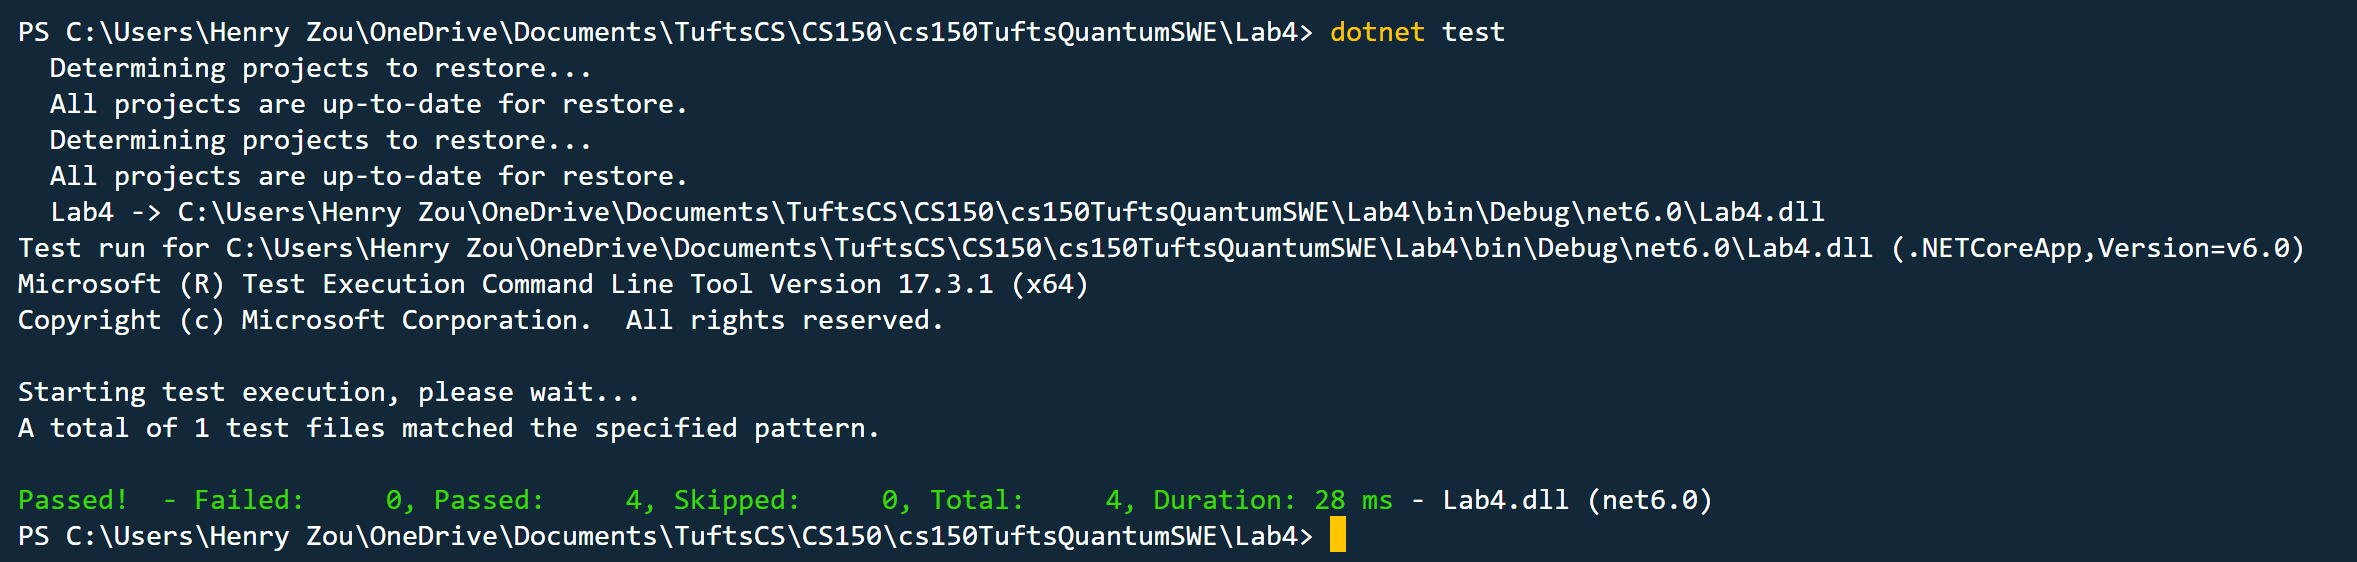 PS C:\Users\Henry Zou\OneDrive\Documents\TuftsCS\CS150\cs150TuftsQuantumSWE\Lab4> dotnet test
  Determining projects to restore...
  All projects are up-to-date for restore.
  Determining projects to restore...
  All projects are up-to-date for restore.
  Lab4 -> C:\Users\Henry Zou\OneDrive\Documents\TuftsCS\CS150\cs150TuftsQuantumSWE\Lab4\bin\Debug\net6.0\Lab4.dll
Test run for C:\Users\Henry Zou\OneDrive\Documents\TuftsCS\CS150\cs150TuftsQuantumSWE\Lab4\bin\Debug\net6.0\Lab4.dll (.NETCoreApp,Version=v6.0)
Microsoft (R) Test Execution Command Line Tool Version 17.3.1 (x64)
Copyright (c) Microsoft Corporation.  All rights reserved.

Starting test execution, please wait...
A total of 1 test files matched the specified pattern.

Passed!  - Failed:     0, Passed:     4, Skipped:     0, Total:     4, Duration: 28 ms - Lab4.dll (net6.0)
PS C:\Users\Henry Zou\OneDrive\Documents\TuftsCS\CS150\cs150TuftsQuantumSWE\Lab4>